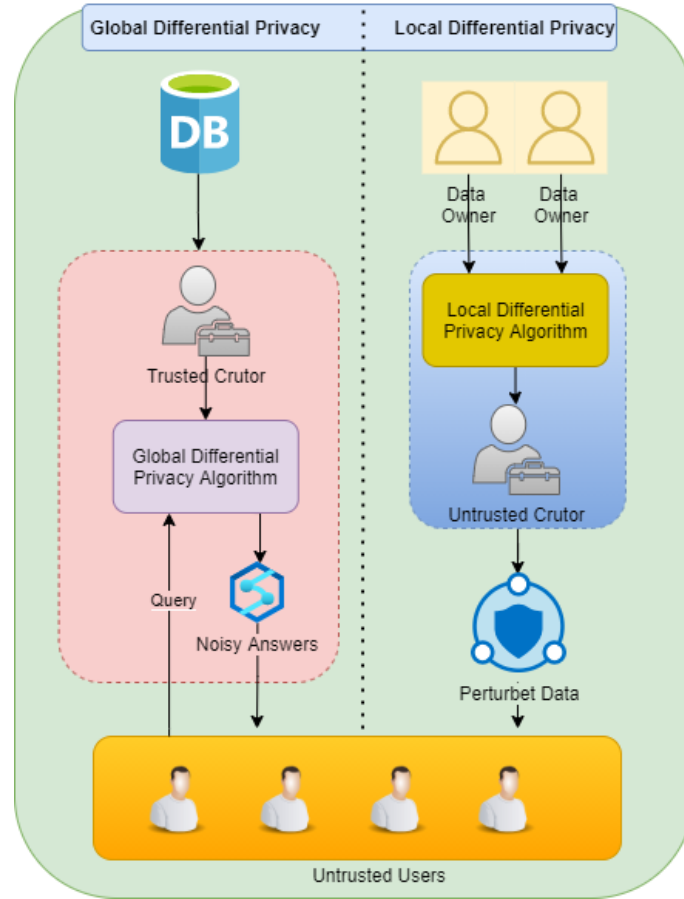 Global Differential Privacy
Local Differential Privacy
DB
Data
Owner
Data
Owner
Trusted Crutor
Global Differential
Privacy Algorithm
Query
Noisy Answers
Local Differential
Privacy Algorithm
Untrusted Crutor
Perturbet Data
Untrusted Users